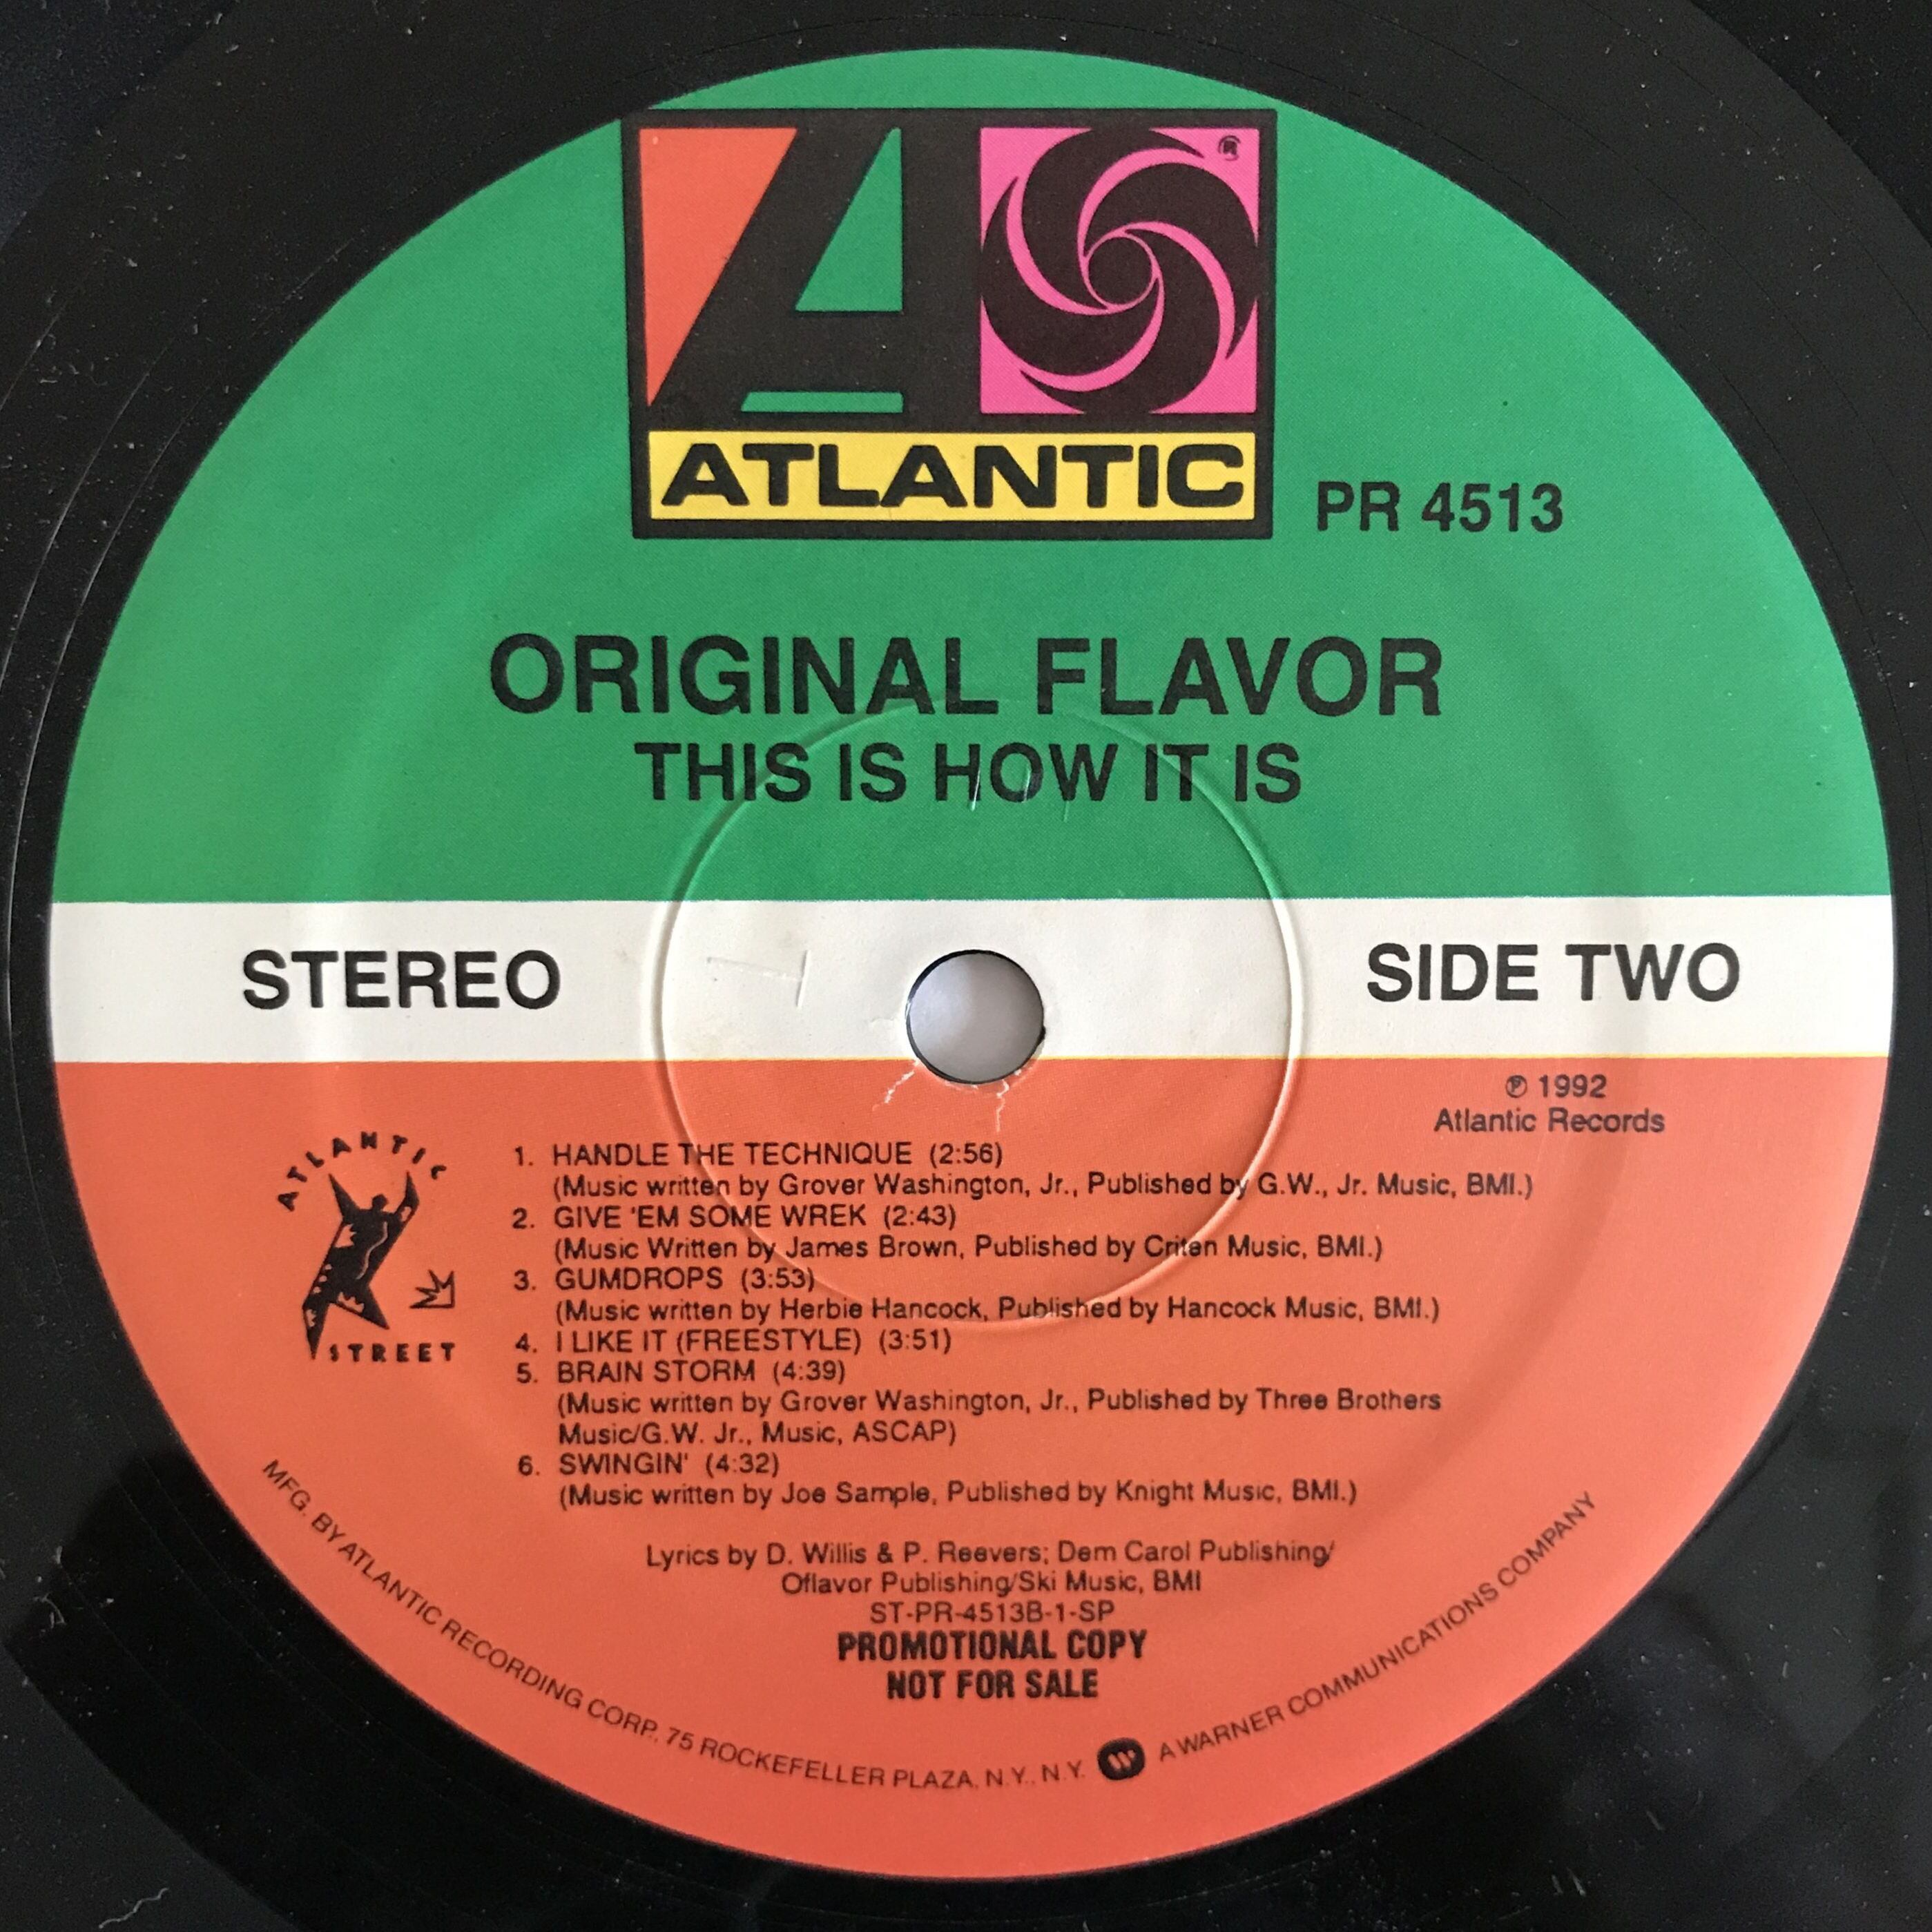 ®
ATLANTIC
PR 4513
ORIGINAL FLAVOR
THIS IS HOW IT IS
STEREO
SIDE TWO
℗ 1992
Atlantic Records
ATLANTIC
STREET
1. HANDLE THE TECHNIQUE (2:56)
(Music written by Grover Washington, Jr., Published by G.W., Jr. Music, BMI.)
2. GIVE 'EM SOME WREK (2:43)
(Music Written by James Brown, Published by Criten Music, BMI.)
3. GUMDROPS (3:53)
(Music written by Herbie Hancock, Published by Hancock Music, BMI.)
4. I LIKE IT (FREESTYLE) (3:51)
5. BRAIN STORM (4:39)
(Music written by Grover Washington, Jr., Published by Three Brothers
Music/G.W. Jr., Music, ASCAP)
6. SWINGIN' (4:32)
(Music written by Joe Sample, Published by Knight Music, BMI.)
Lyrics by D. Willis & P. Reevers; Dem Carol Publishing/
Oflavor Publishing/Ski Music, BMI
ST-PR-4513B-1-SP
PROMOTIONAL COPY
NOT FOR SALE
MFG. BY ATLANTIC RECORDING CORP., 75 ROCKEFELLER PLAZA, N.Y., N.Y. A WARNER COMMUNICATIONS COMPANY